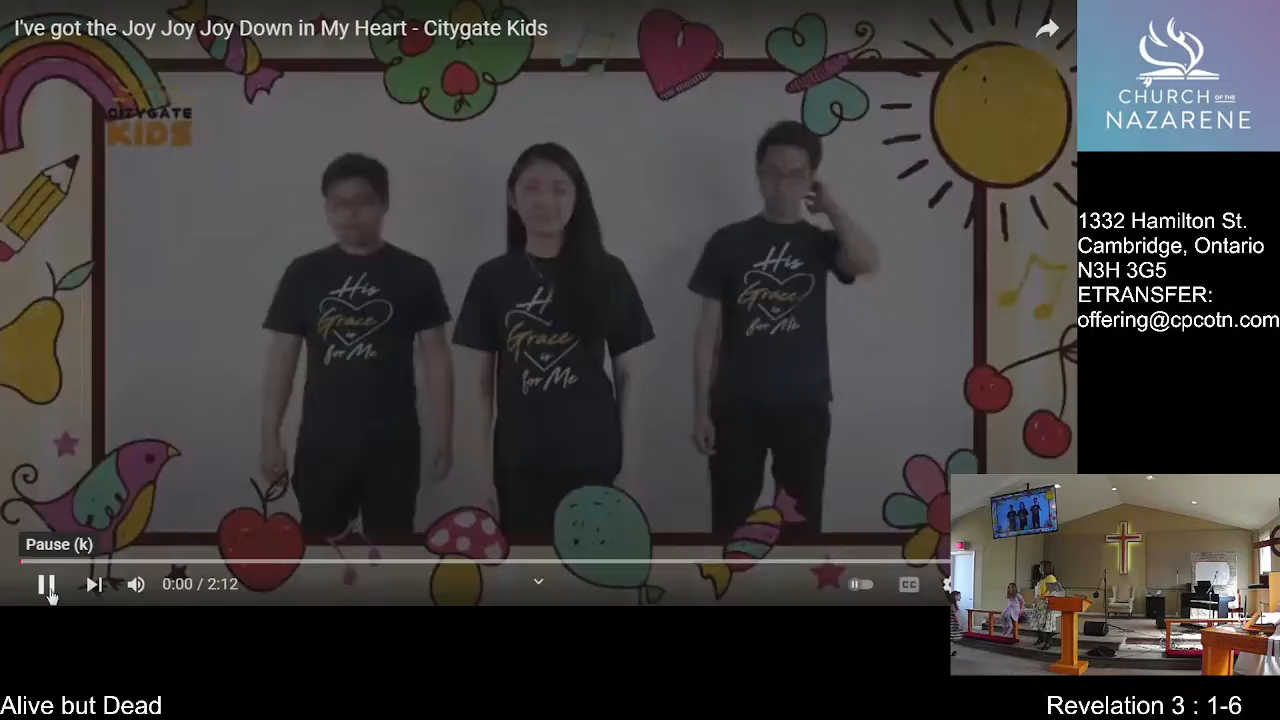 I've got the Joy Joy Joy Down in My Heart - Citygate Kids
CITYGATE
KIDS
His
Grace
is
for Me
H
Grace
is
for Me
His
Grace
is
for Me
Pause (k)
0:00 / 2:12
CC
CHURCH OF THE
NAZARENE
1332 Hamilton St.
Cambridge, Ontario
N3H 3G5
ETRANSFER:
offering@cpcotn.com
Alive but Dead
Revelation 3 : 1-6